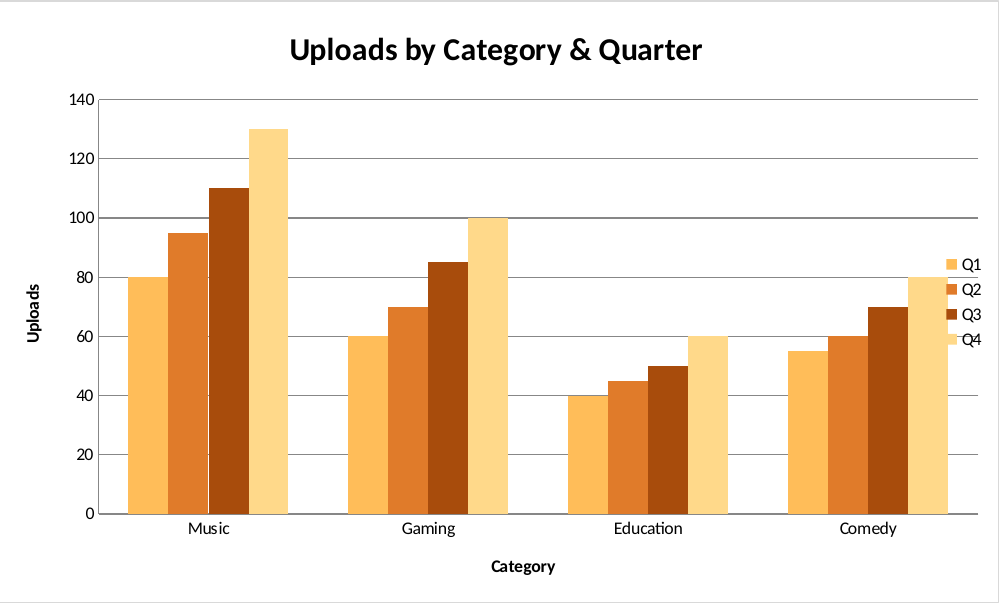 Uploads by Category & Quarter
140
120
100
80
60
40
20
0
Uploads
Music
Gaming
Education
Comedy
Category
Q1
Q2
Q3
Q4